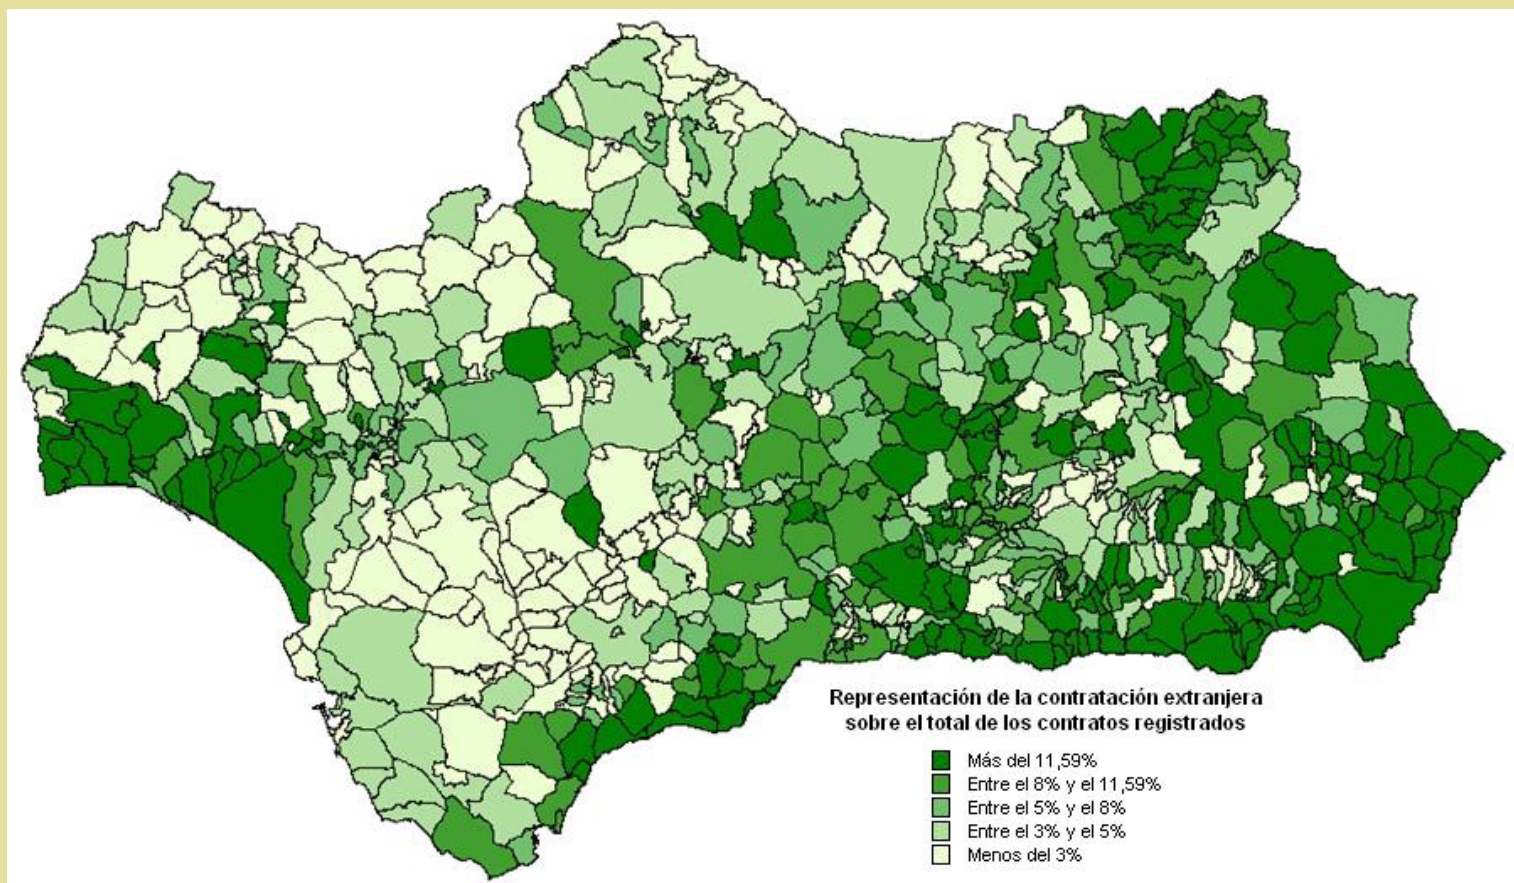 Representación de la contratación extranjera
sobre el total de los contratos registrados
Más del 11,59%
Entre el 8% y el 11,59%
Entre el 5% y el 8%
Entre el 3% y el 5%
Menos del 3%